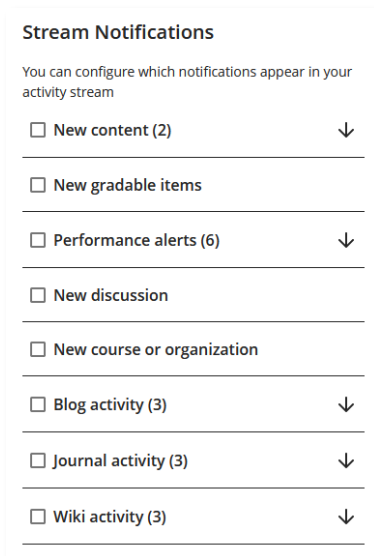 Stream Notifications
You can configure which notifications appear in your
activity stream
New content (2)
New gradable items
Performance alerts (6)
New discussion
New course or organization
Blog activity (3)
Journal activity (3)
Wiki activity (3)